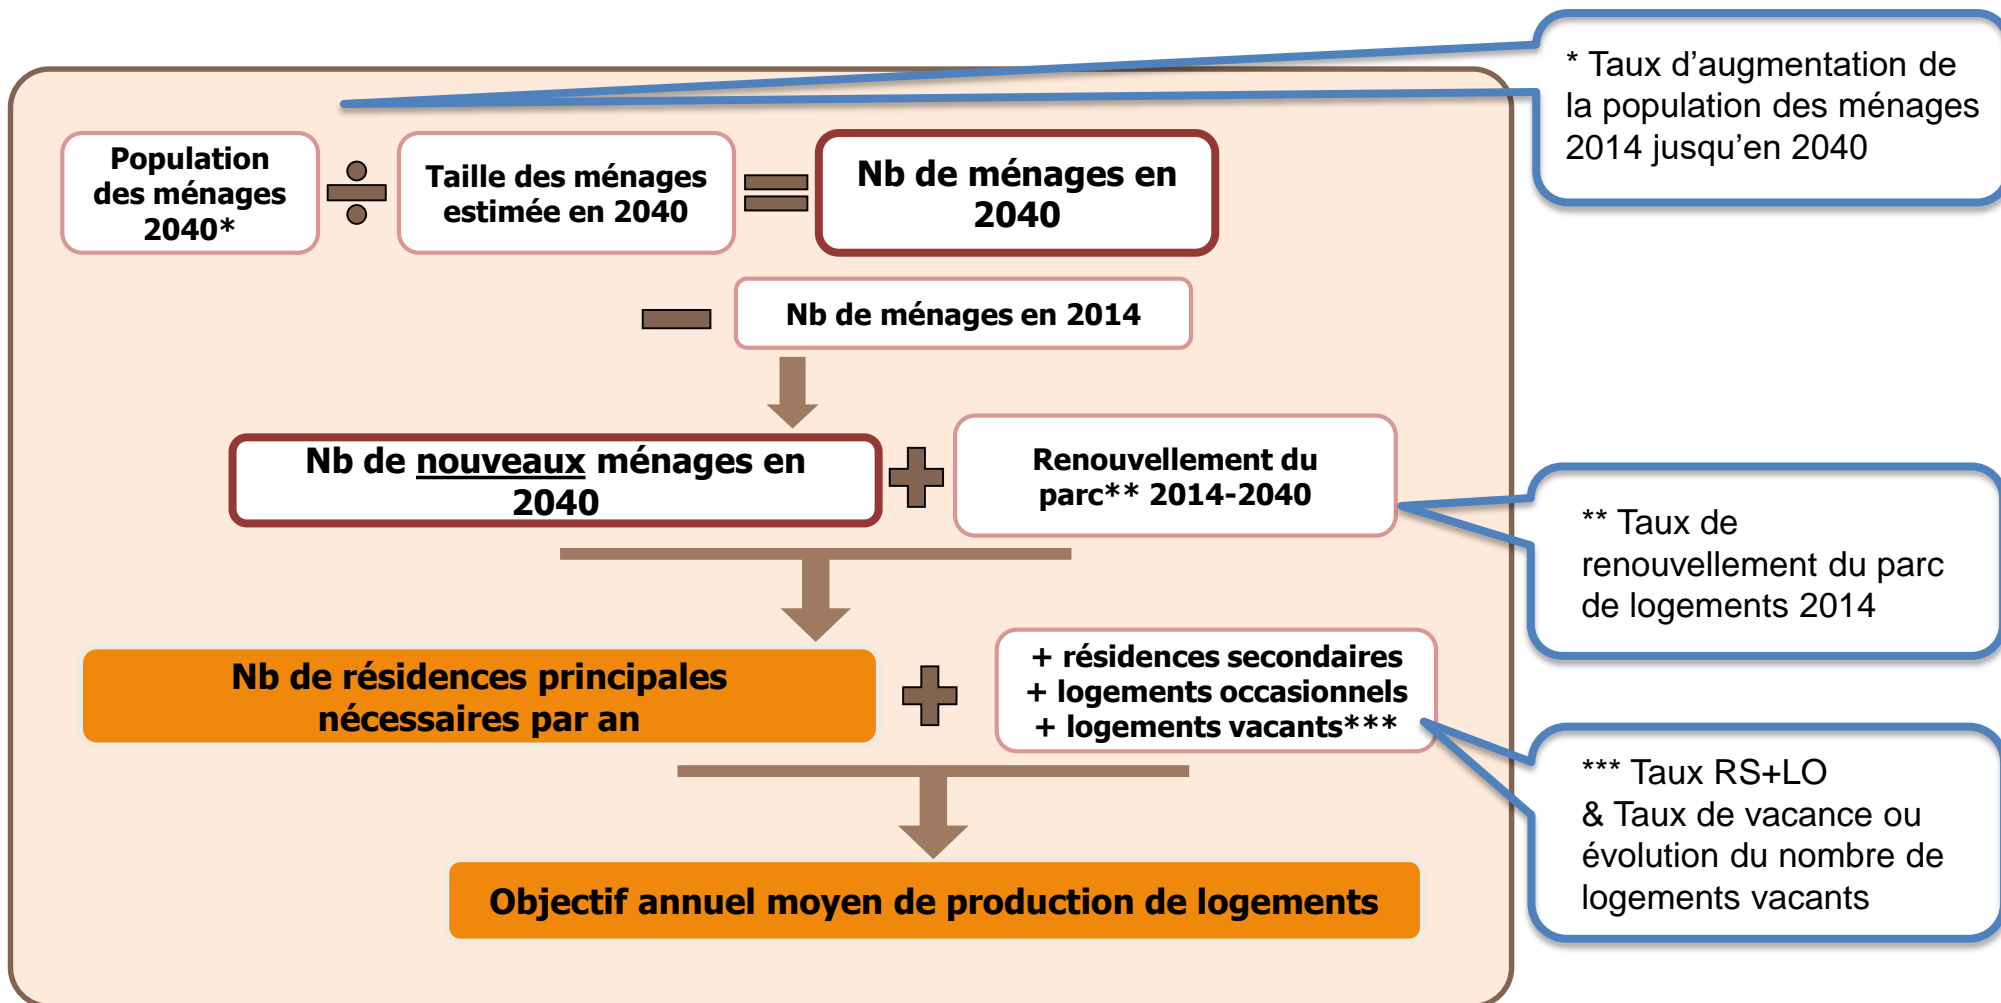 * Taux d’augmentation de
la population des ménages
2014 jusqu’en 2040
Population
des ménages
2040*
Taille des ménages
estimée en 2040
Nb de ménages en
2040
Nb de ménages en 2014
Nb de nouveaux ménages en
2040
Renouvellement du
parc** 2014-2040
** Taux de
renouvellement du parc
de logements 2014
Nb de résidences principales
nécessaires par an
+ résidences secondaires
+ logements occasionnels
+ logements vacants***
*** Taux RS+LO
& Taux de vacance ou
évolution du nombre de
logements vacants
Objectif annuel moyen de production de logements